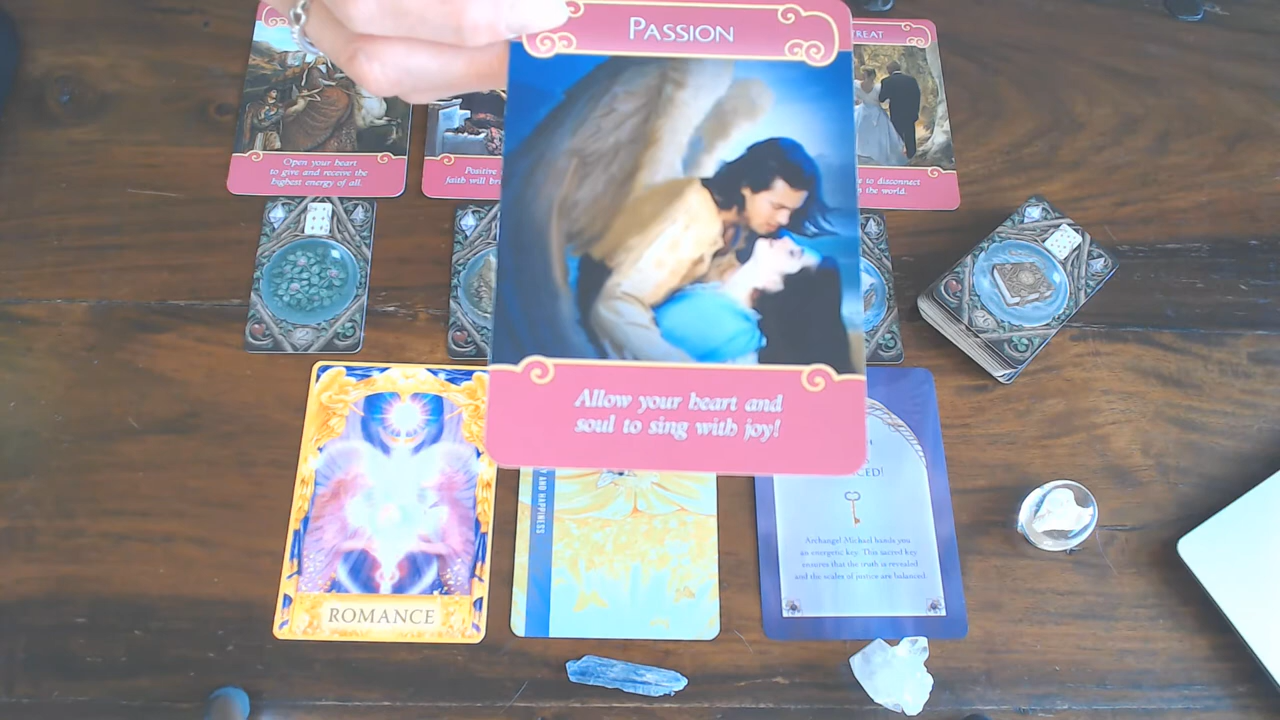 PASSION
TREAT
Open your heart
to give and receive the
highest energy of all.
Positive
faith will
to disconnect
the world.
Allow your heart and
soul to sing with joy!
AND HAPPINESS
Archangel Michael hands you
an energetic key. This sacred key
ensures that the truth is revealed
and the scales of justice are balanced.
ROMANCE